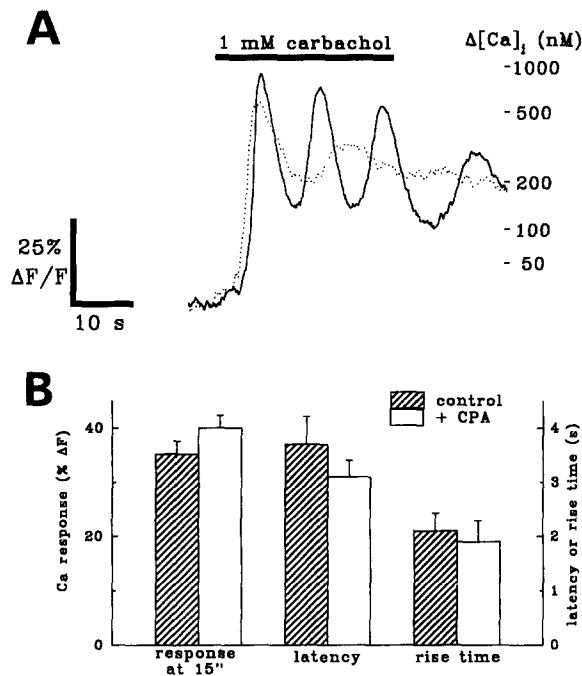 A
1 mM carbachol
Δ[Ca]i (nM)
1000
500
200
100
50
25%
ΔF/F
10 s
B
control
+ CPA
Ca response (% ΔF)
40
20
0
latency or rise time (s)
4
3
2
1
0
response
at 15"
latency
rise time